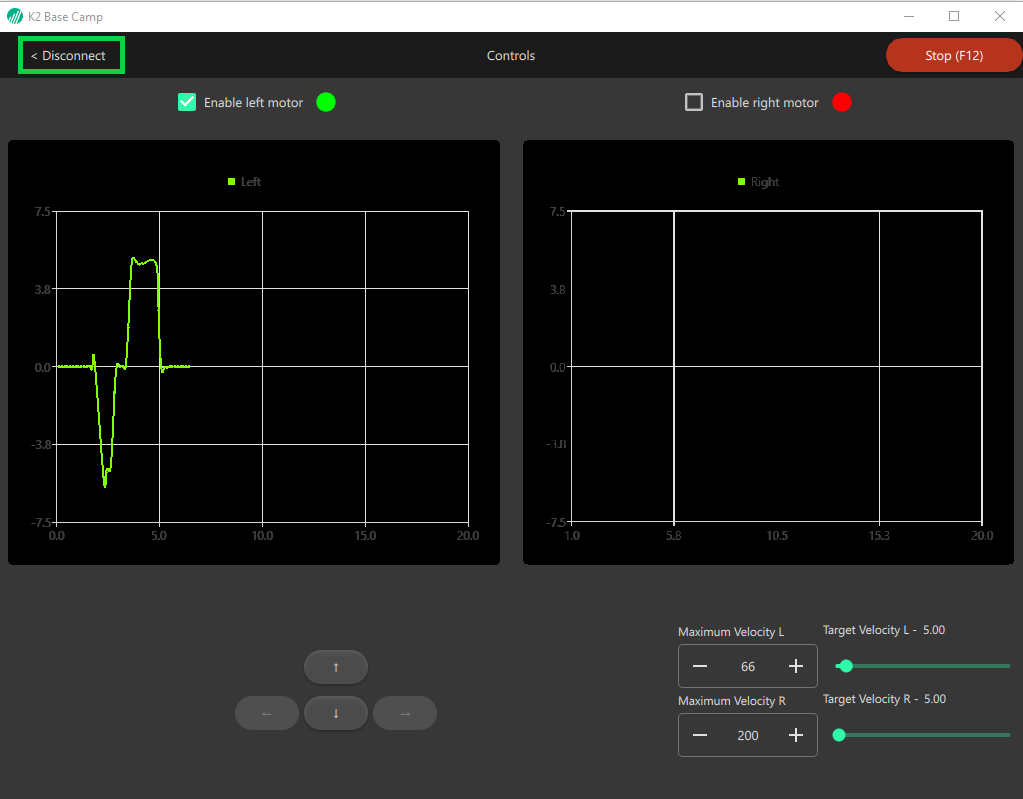 K2 Base Camp
< Disconnect
Controls
Stop (F12)
Enable left motor
Enable right motor
Left
7.5
3.8
0.0
-3.8
-7.5
0.0 5.0 10.0 15.0 20.0
Right
7.5
3.8
0.0
-3.8
-7.5
1.0 5.8 10.5 15.3 20.0
↑
← ↓ →
Maximum Velocity L
Target Velocity L - 5.00
− 66 +
Maximum Velocity R
Target Velocity R - 5.00
− 200 +